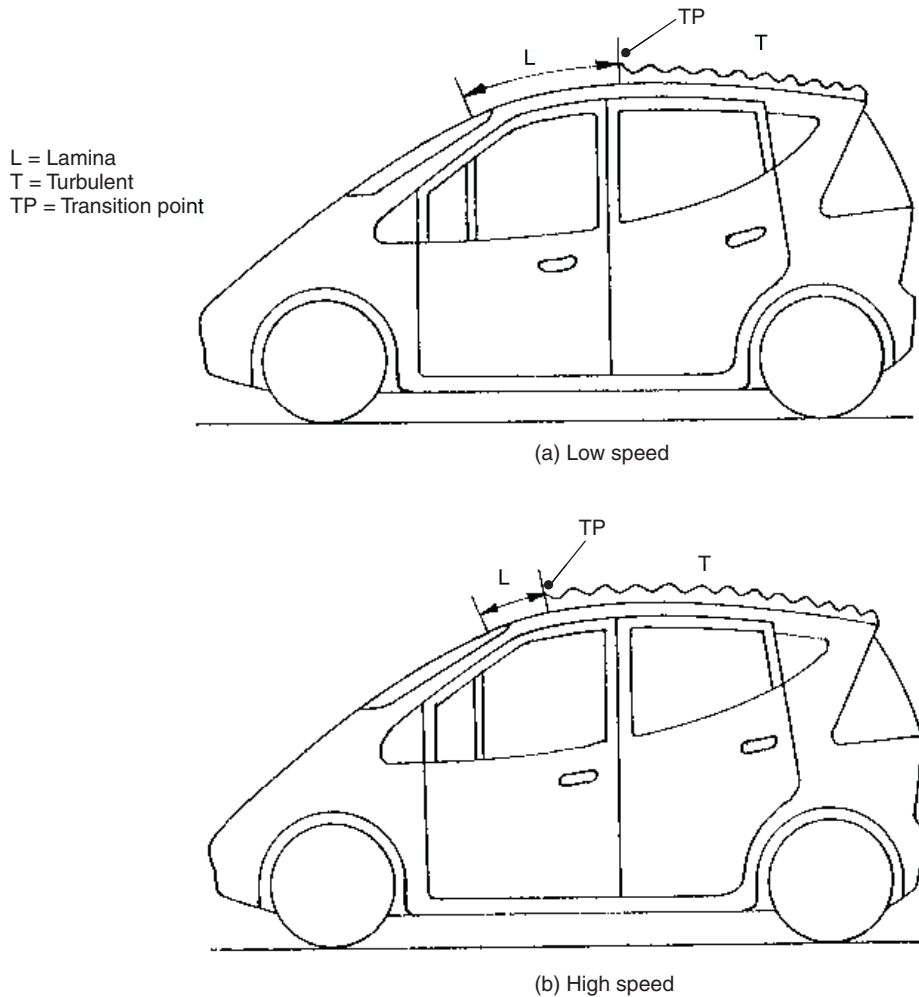 TP
T
L
L = Lamina
T = Turbulent
TP = Transition point
(a) Low speed
TP
T
L
(b) High speed